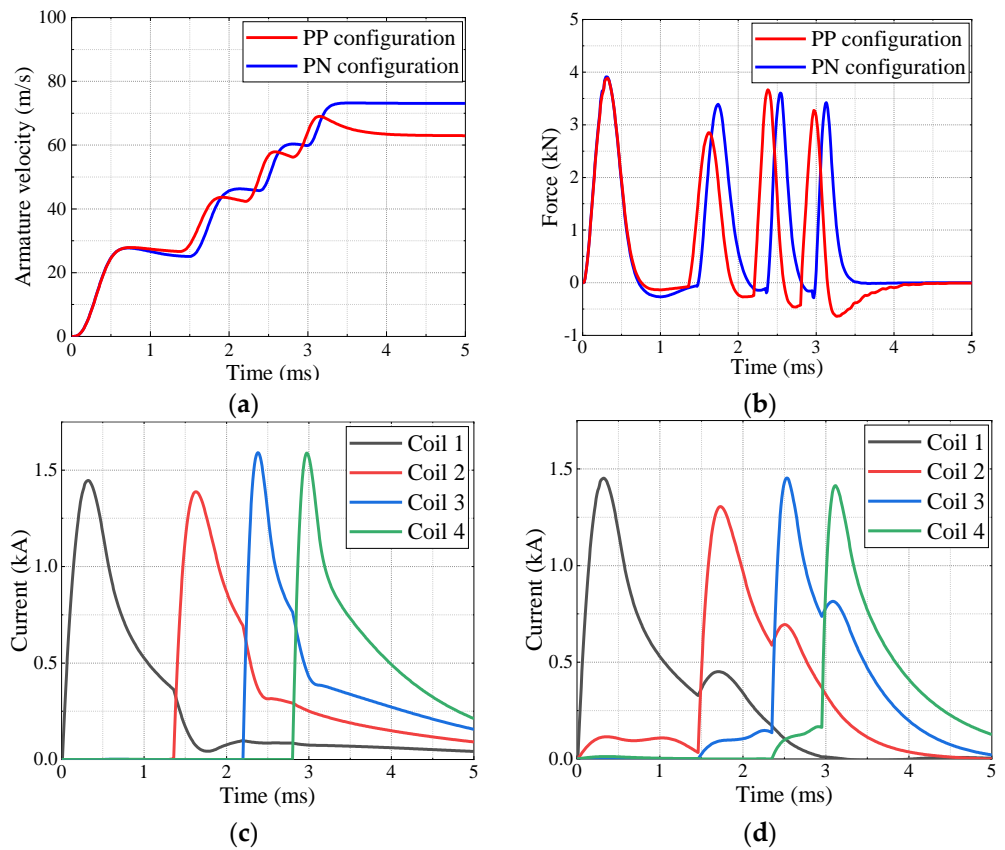 100
80
60
40
20
0
Armature velocity (m/s)
PP configuration
PN configuration
0 1 2 3 4 5
Time (ms)
(a)
5
4
3
2
1
0
-1
Force (kN)
PP configuration
PN configuration
0 1 2 3 4 5
Time (ms)
(b)
1.5
1.0
0.5
0.0
Current (kA)
Coil 1
Coil 2
Coil 3
Coil 4
0 1 2 3 4 5
Time (ms)
(c)
1.5
1.0
0.5
0.0
Current (kA)
Coil 1
Coil 2
Coil 3
Coil 4
0 1 2 3 4 5
Time (ms)
(d)